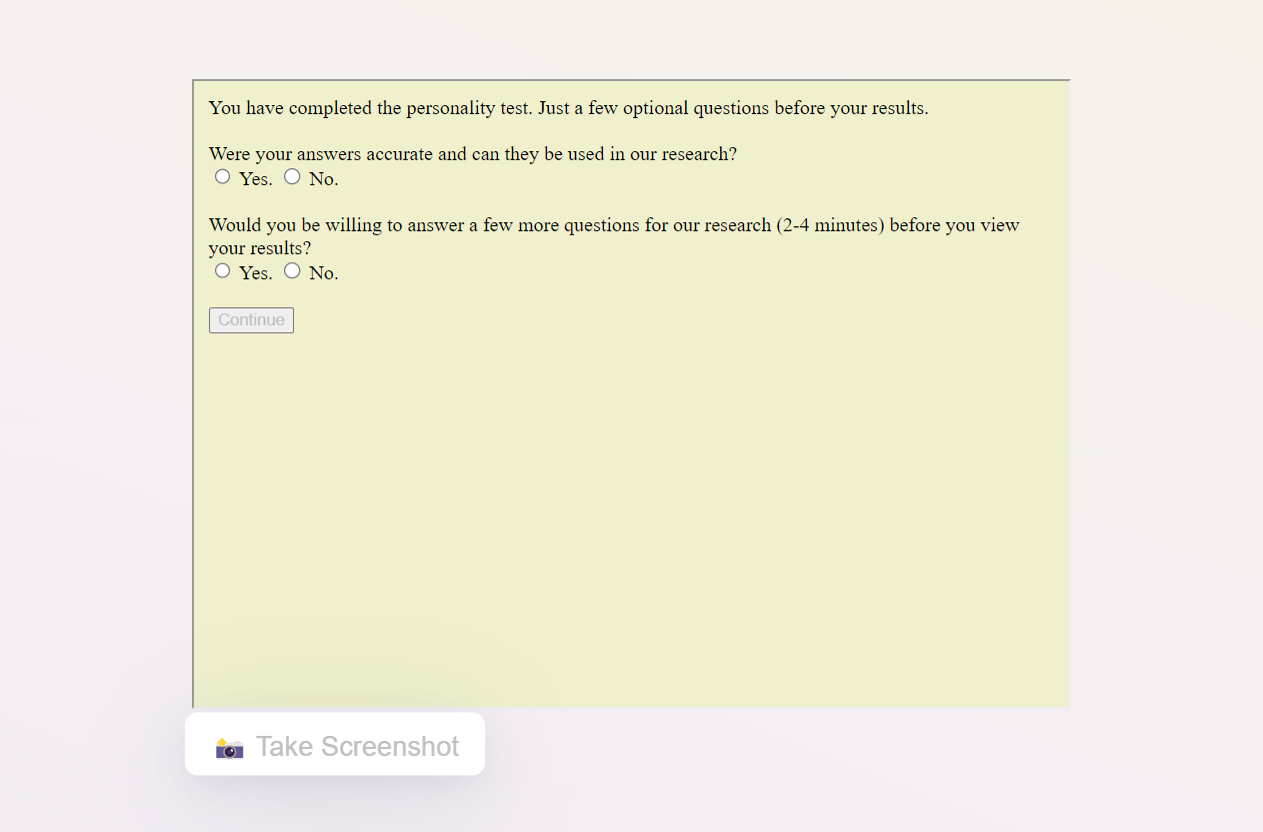 You have completed the personality test. Just a few optional questions before your results.
Were your answers accurate and can they be used in our research?
Yes. No.
Would you be willing to answer a few more questions for our research (2-4 minutes) before you view
your results?
Yes. No.
Continue
Take Screenshot